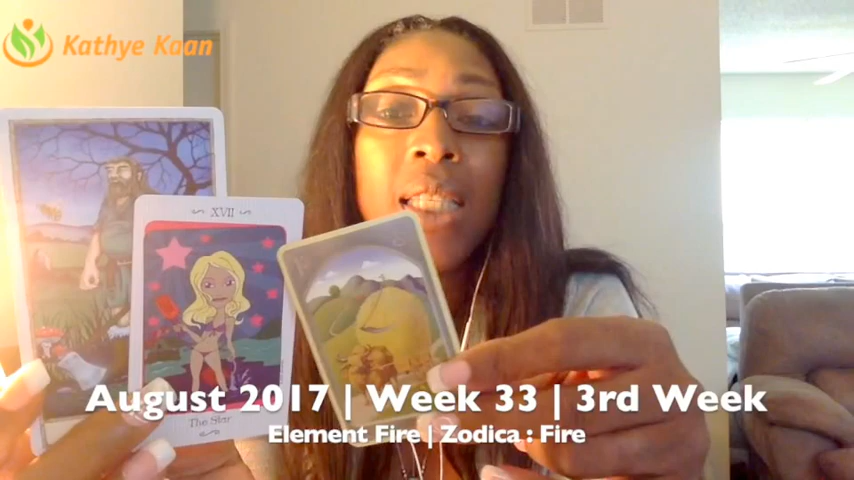 Kathye Kaan
XVII
The Star
August 2017 | Week 33 | 3rd Week
Element Fire | Zodica : Fire